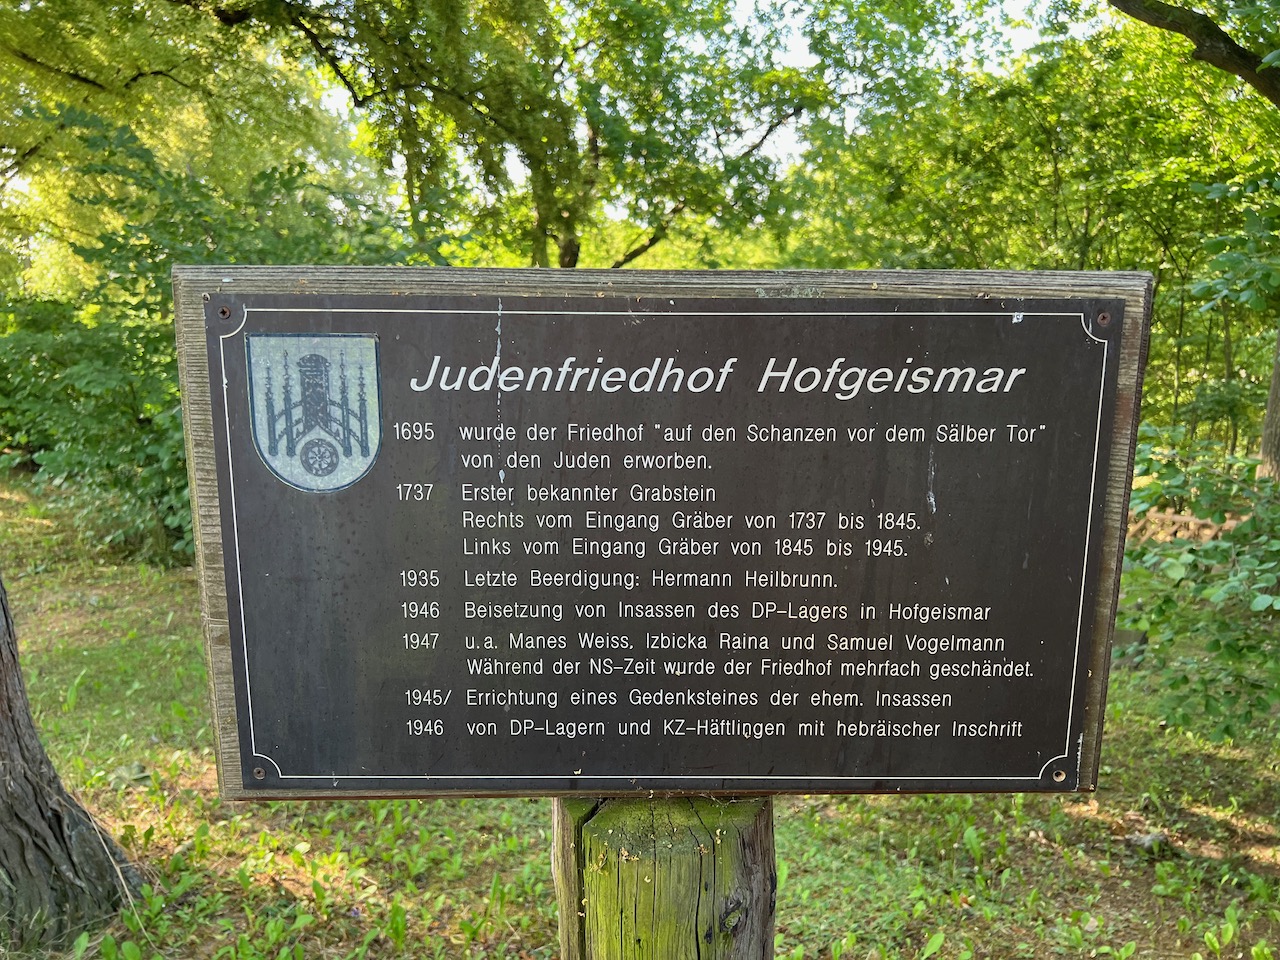 Judenfriedhof Hofgeismar
1695 wurde der Friedhof "auf den Schanzen vor dem Sälber Tor"
von den Juden erworben.
1737 Erster bekannter Grabstein
Rechts vom Eingang Gräber von 1737 bis 1845.
Links vom Eingang Gräber von 1845 bis 1945.
1935 Letzte Beerdigung: Hermann Heilbrunn.
1946 Beisetzung von Insassen des DP-Lagers in Hofgeismar
1947 u.a. Manes Weiss, Izbicka Raina und Samuel Vogelmann
Während der NS-Zeit wurde der Friedhof mehrfach geschändet.
1945/ Errichtung eines Gedenksteines der ehem. Insassen
1946 von DP-Lagern und KZ-Häftlingen mit hebräischer Inschrift